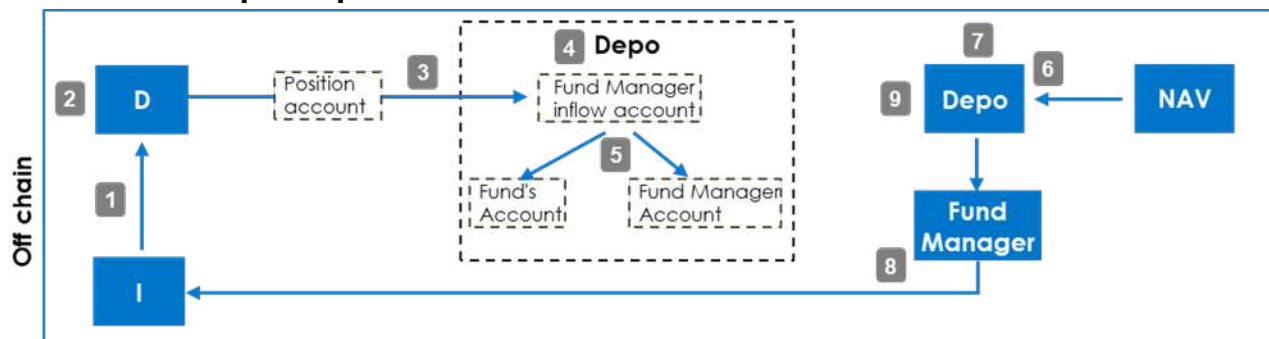 4
Depo
7
2
D
Position
account
3
Fund Manager
inflow account
9
Depo
6
NAV
Off chain
1
5
Fund's
Account
Fund Manager
Account
Fund
Manager
8
I